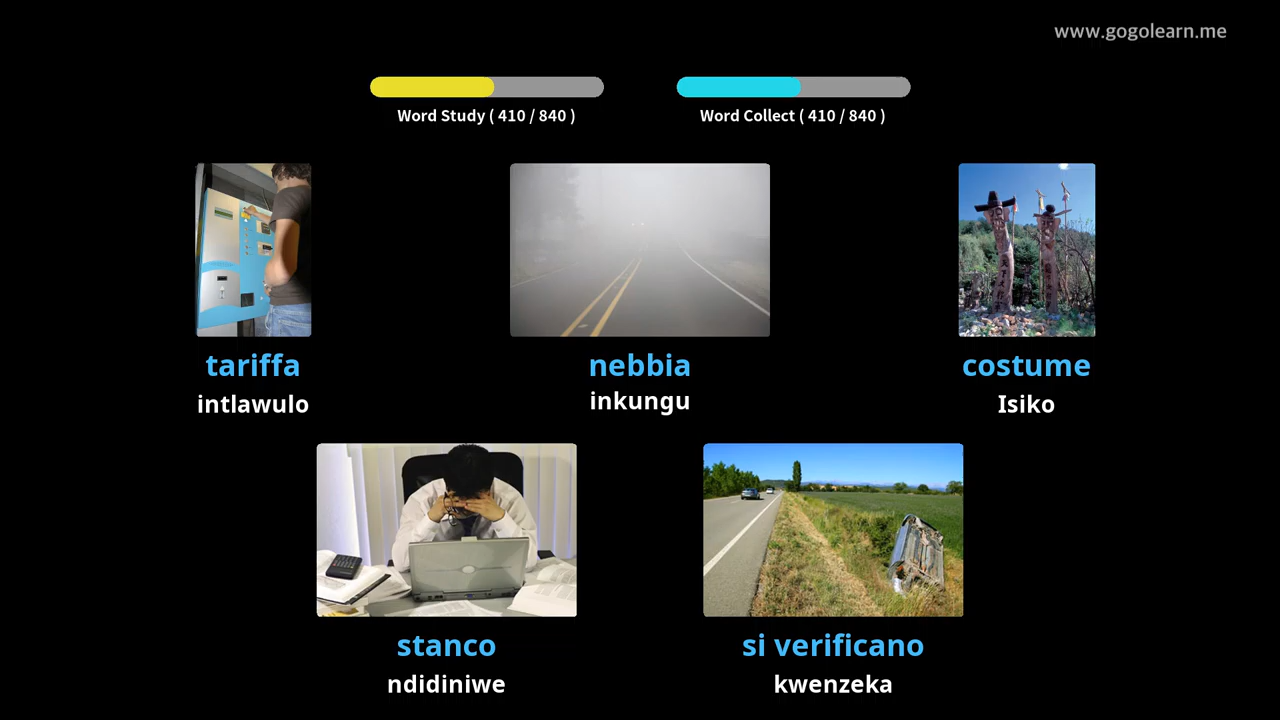 www.gogolearn.me
Word Study ( 410 / 840 )
Word Collect ( 410 / 840 )
tariffa
intlawulo
nebbia
inkungu
costume
Isiko
stanco
ndidiniwe
si verificano
kwenzeka